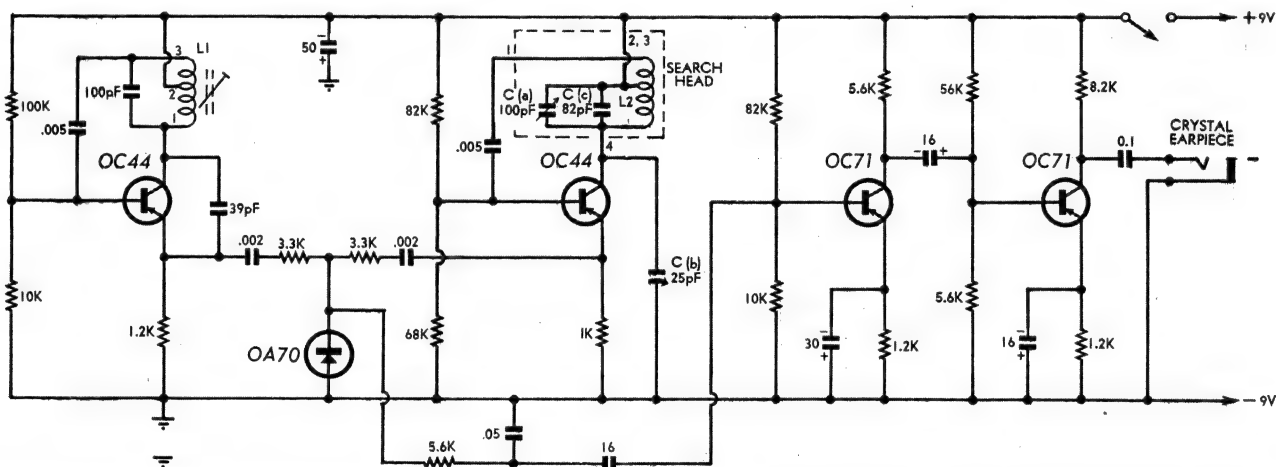 +9V
3
L1
2
1
100pF
100K
.005
OC44
39pF
10K
1.2K
.002
3.3K
3.3K
.002
OA70
50
-
+
82K
68K
2, 3
SEARCH
HEAD
1
C (a)
100pF
C (c)
82pF
L2
4
.005
OC44
C (b)
25pF
1K
.05
5.6K
16
82K
10K
5.6K
OC71
- 16 +
30
-
+
1.2K
56K
5.6K
8.2K
OC71
0.1
16
-
+
1.2K
CRYSTAL
EARPIECE
-9V